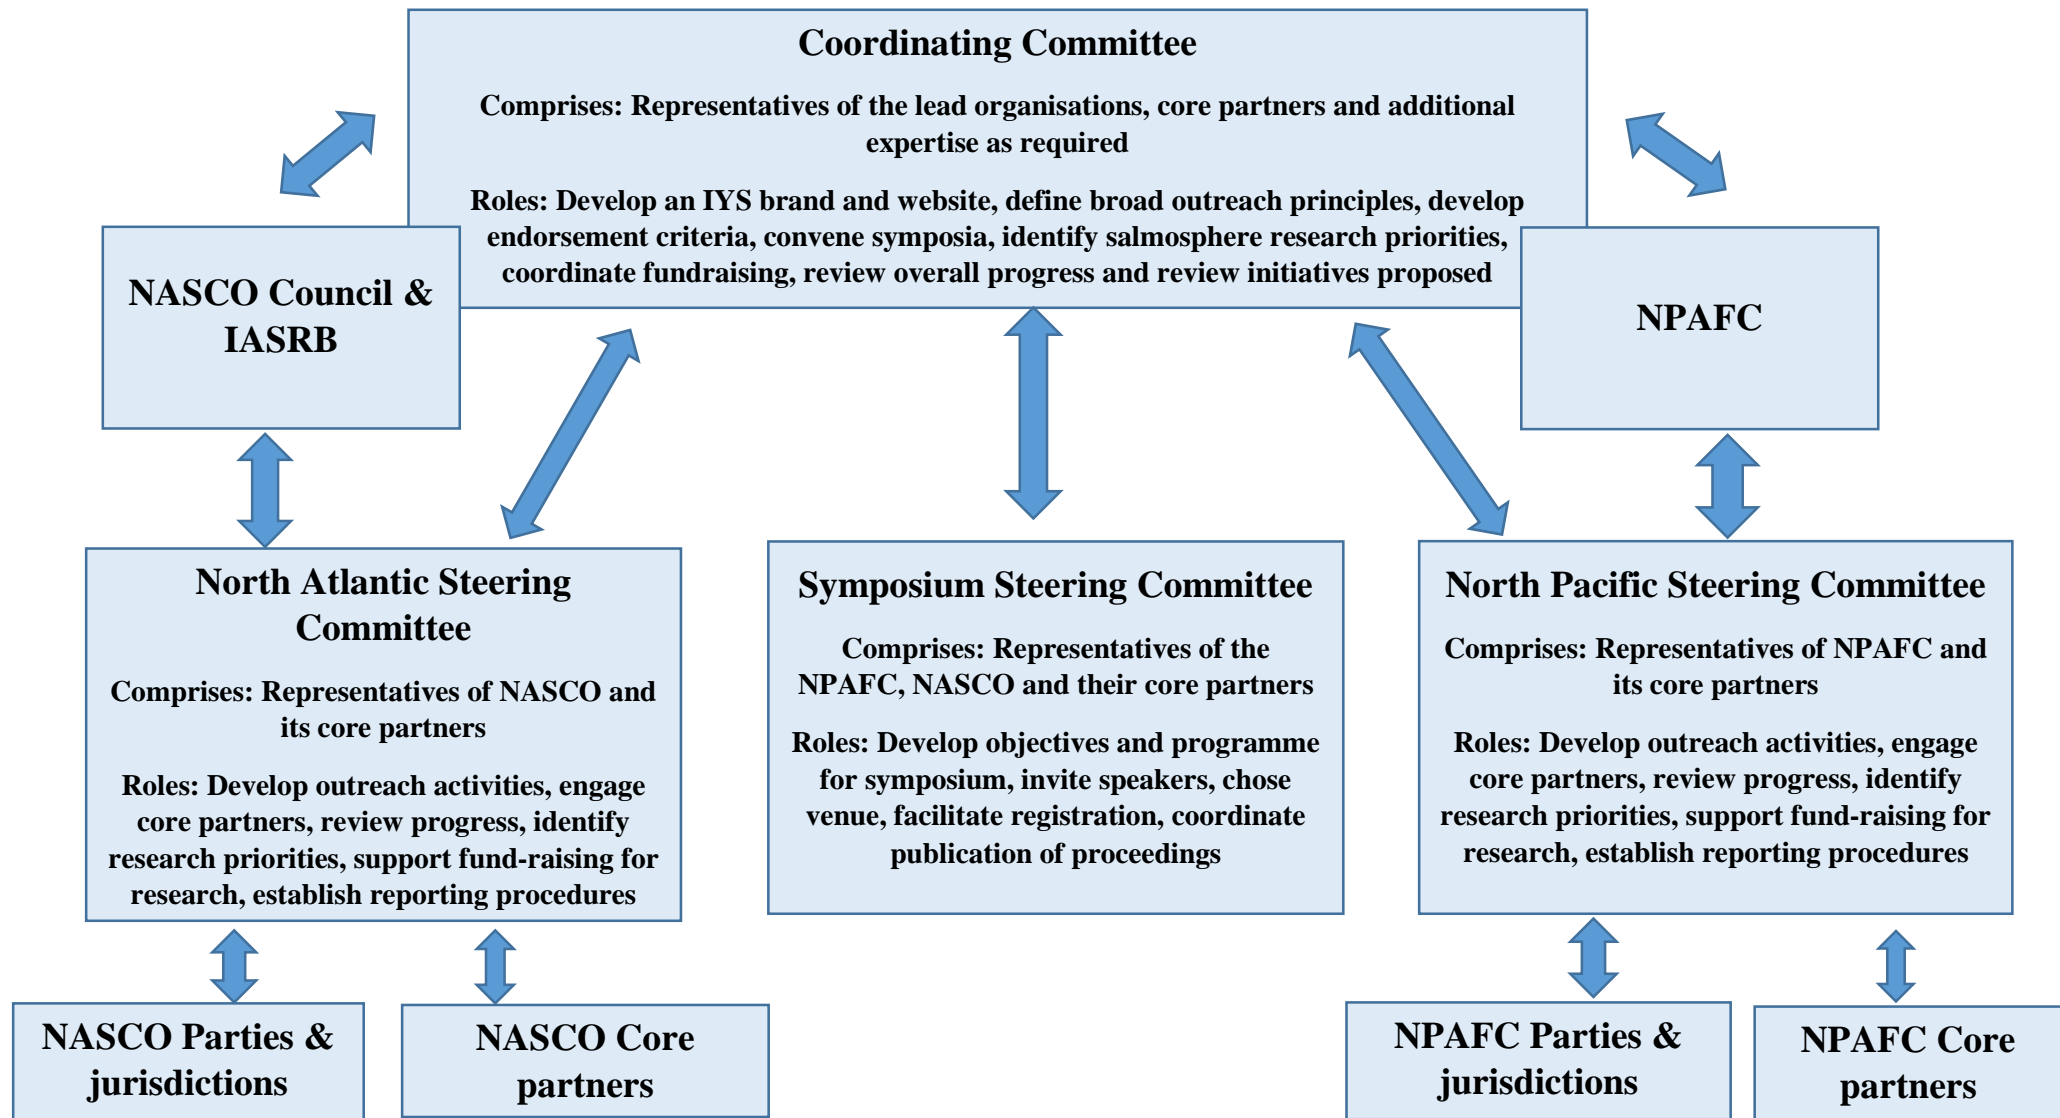 Coordinating Committee
Comprises: Representatives of the lead organisations, core partners and additional
expertise as required
Roles: Develop an IYS brand and website, define broad outreach principles, develop
endorsement criteria, convene symposia, identify salmosphere research priorities,
coordinate fundraising, review overall progress and review initiatives proposed
NASCO Council &
IASRB
NPAFC
North Atlantic Steering
Committee
Comprises: Representatives of NASCO and
its core partners
Roles: Develop outreach activities, engage
core partners, review progress, identify
research priorities, support fund-raising for
research, establish reporting procedures
Symposium Steering Committee
Comprises: Representatives of the
NPAFC, NASCO and their core partners
Roles: Develop objectives and programme
for symposium, invite speakers, chose
venue, facilitate registration, coordinate
publication of proceedings
North Pacific Steering Committee
Comprises: Representatives of NPAFC and
its core partners
Roles: Develop outreach activities, engage
core partners, review progress, identify
research priorities, support fund-raising for
research, establish reporting procedures
NASCO Parties &
jurisdictions
NASCO Core
partners
NPAFC Parties &
jurisdictions
NPAFC Core
partners